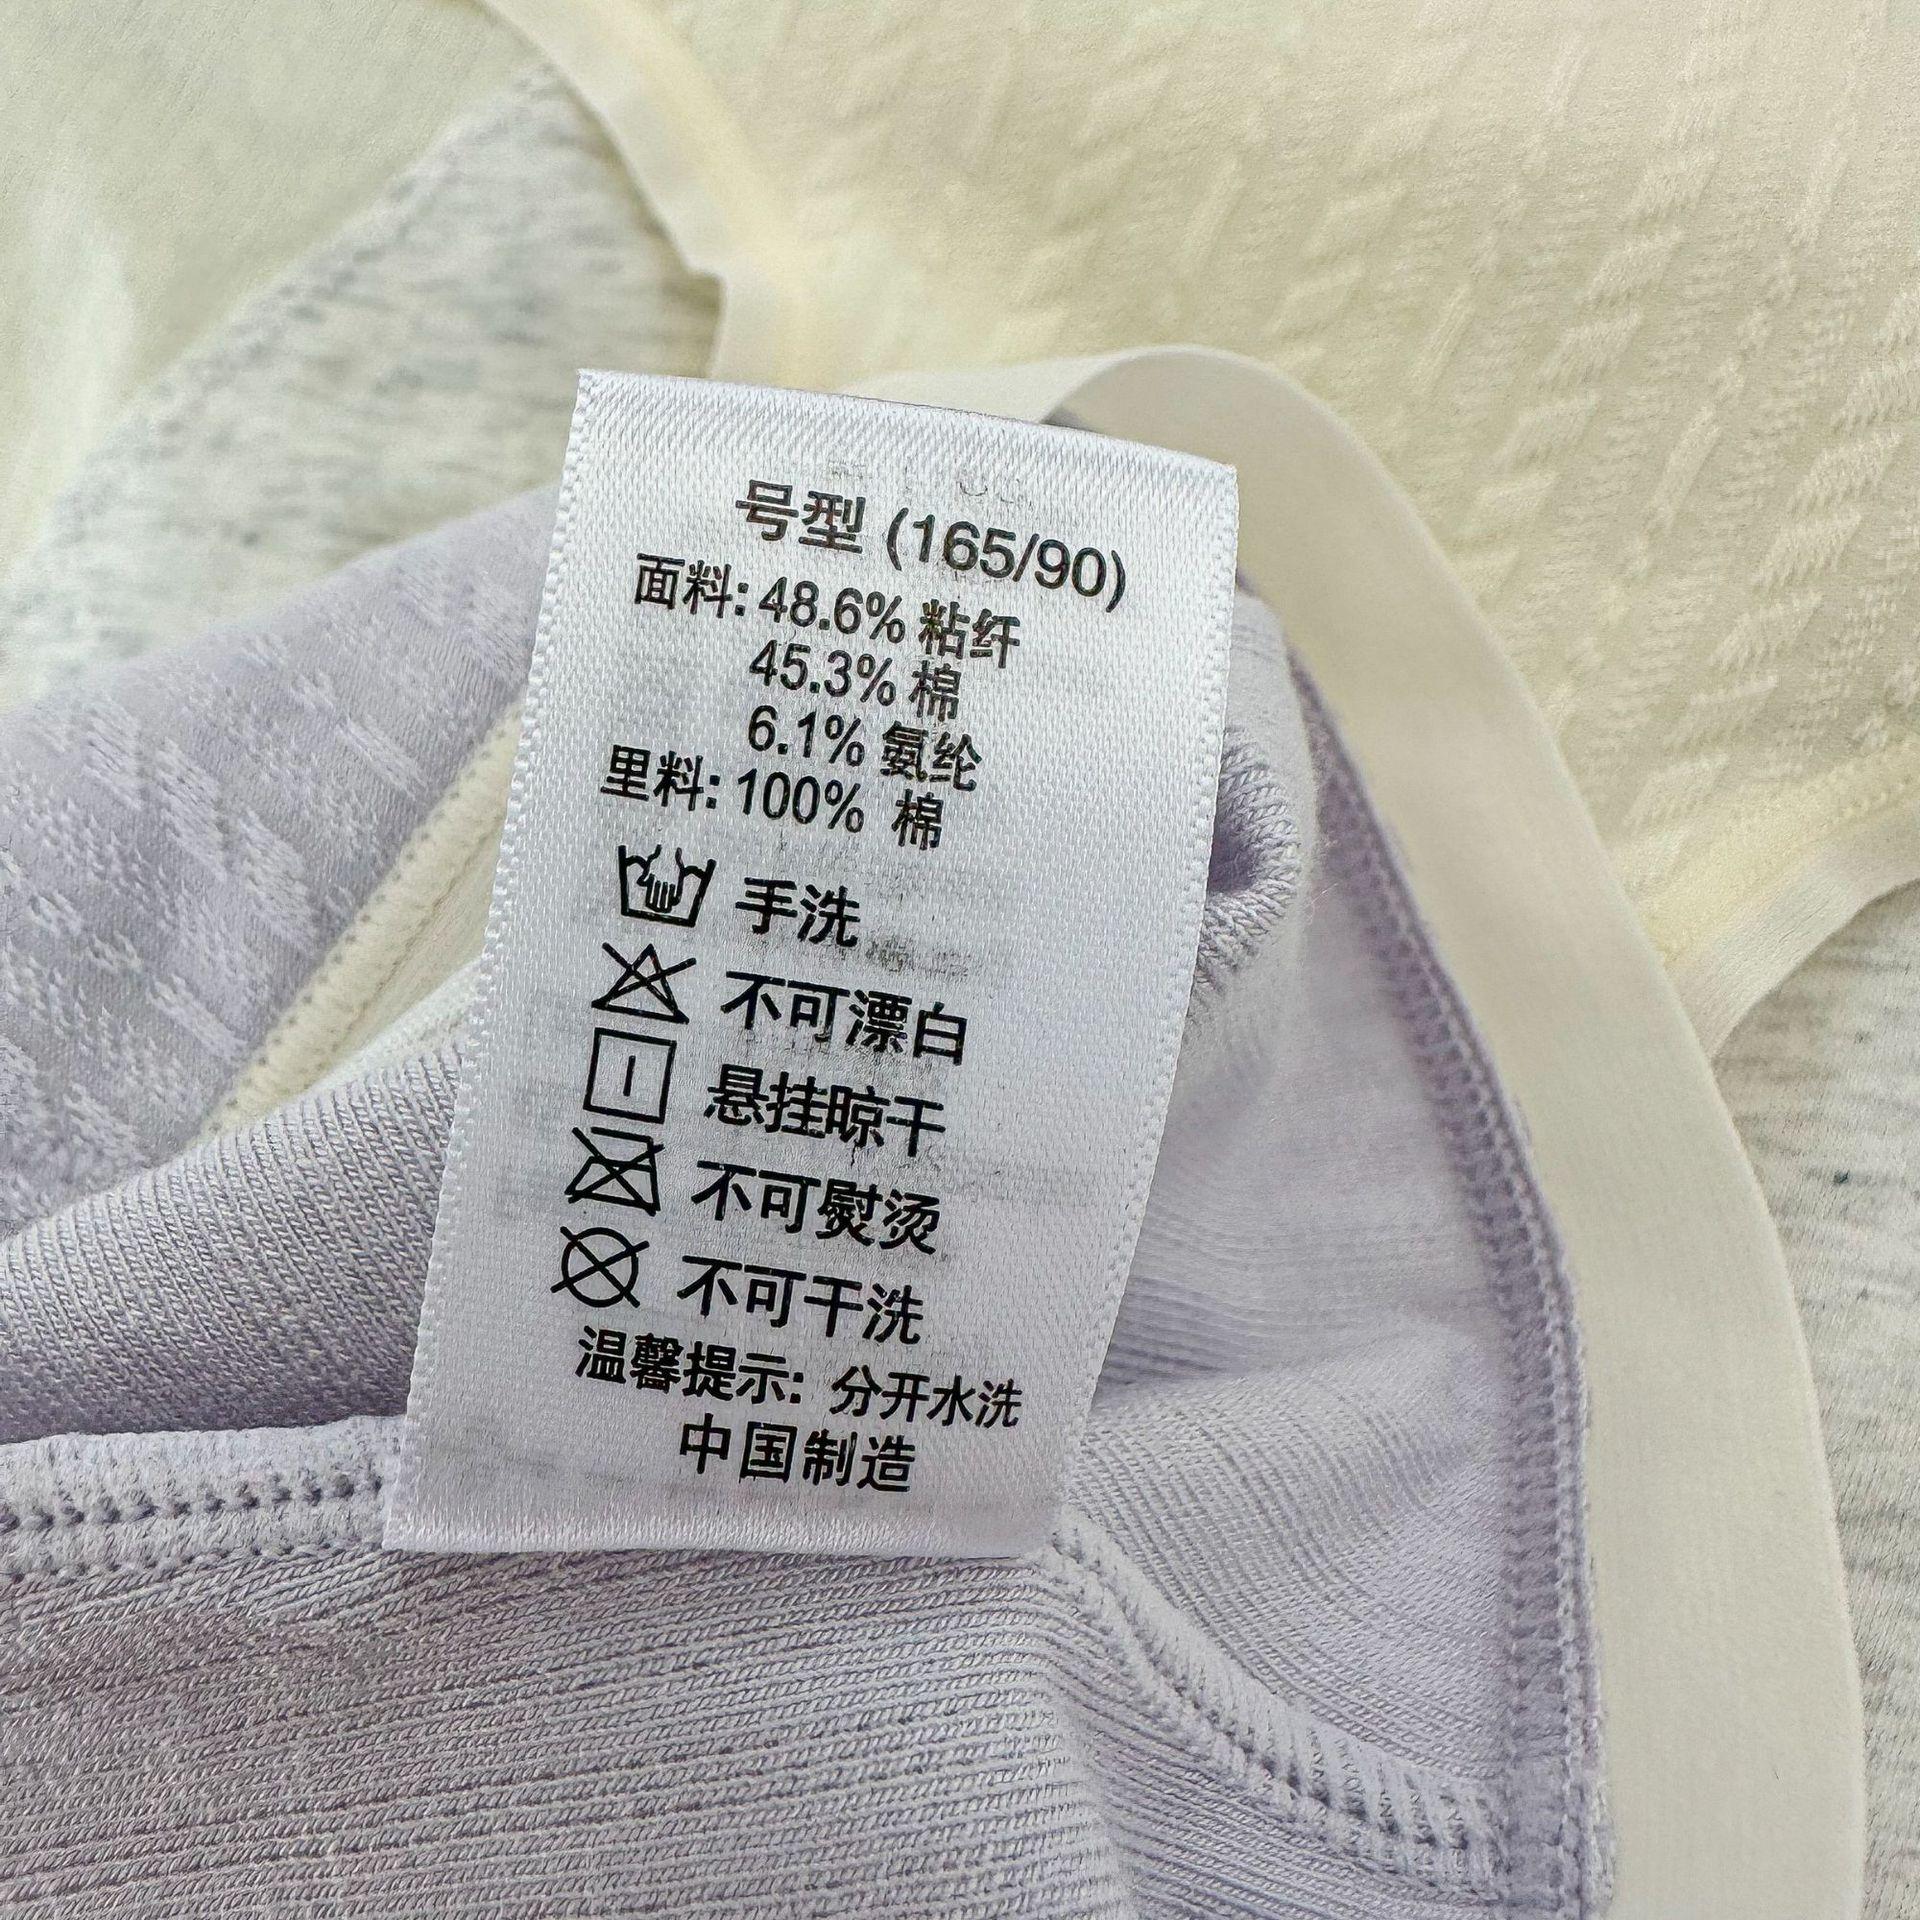 号型 (165/90)
面料: 48.6% 粘纤
45.3% 棉
6.1% 氨纶
里料: 100% 棉
手洗
不可漂白
悬挂晾干
不可熨烫
不可干洗
温馨提示: 分开水洗
中国制造